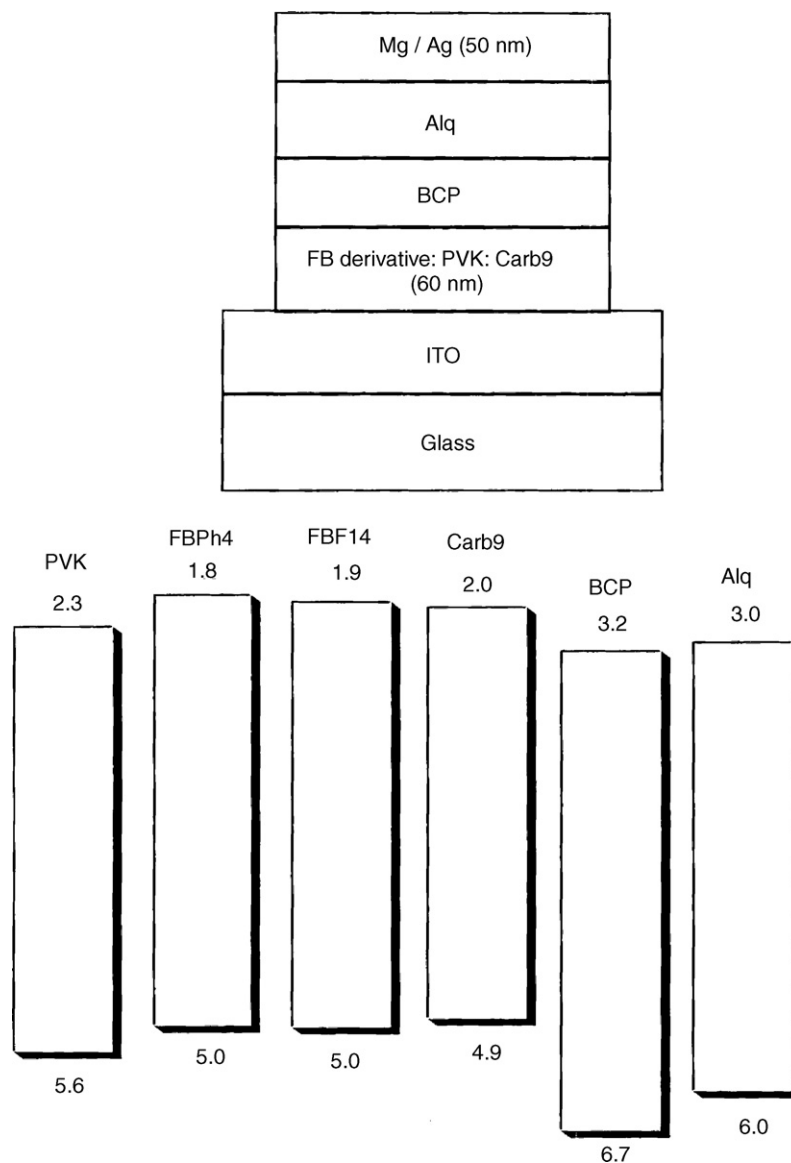 Mg / Ag (50 nm)
Alq
BCP
FB derivative: PVK: Carb9
(60 nm)
ITO
Glass
PVK
2.3
FBPh4
1.8
FBF14
1.9
Carb9
2.0
BCP
3.2
Alq
3.0
5.6
5.0
5.0
4.9
6.7
6.0